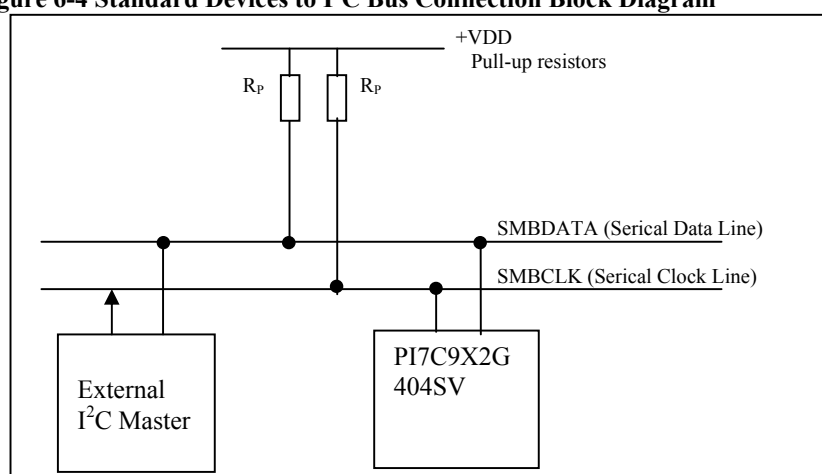 gure 6-4 Standard Devices to I²C Bus Connection Block Diagram
+VDD
Pull-up resistors
R_P R_P
SMBDATA (Serical Data Line)
SMBCLK (Serical Clock Line)
PI7C9X2G
404SV
External
I²C Master